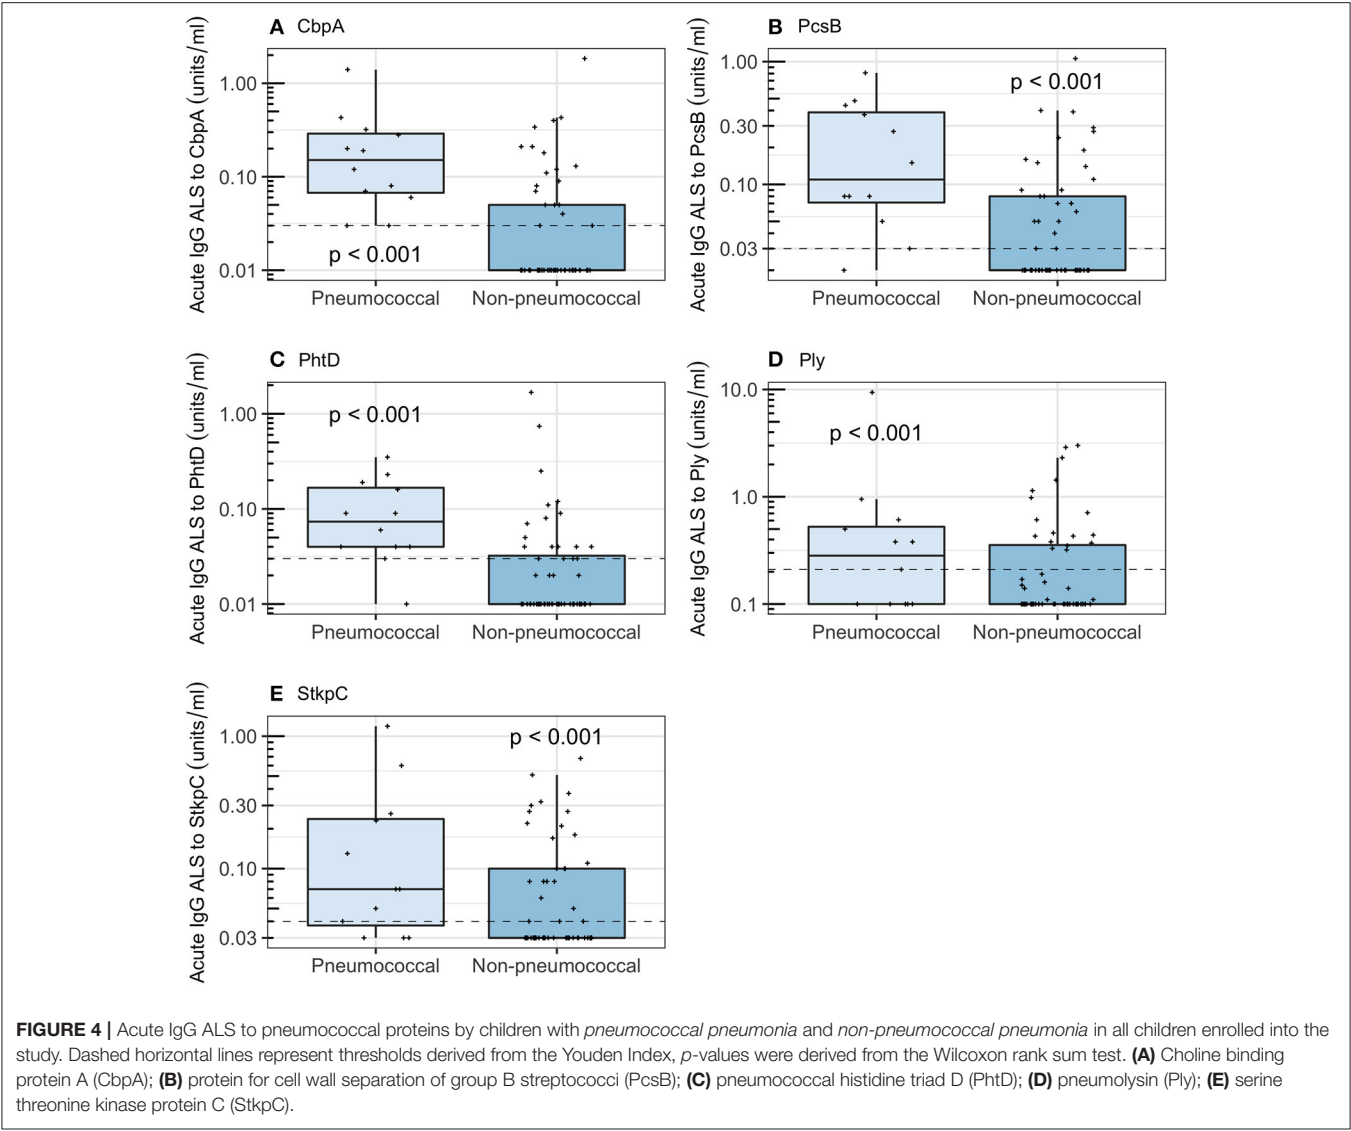 A CbpA
Acute IgG ALS to CbpA (units/ml)
1.00
0.10
0.01
p < 0.001
Pneumococcal Non-pneumococcal
B PcsB
Acute IgG ALS to PcsB (units/ml)
1.00
0.30
0.10
0.03
p < 0.001
Pneumococcal Non-pneumococcal
C PhtD
Acute IgG ALS to PhtD (units/ml)
1.00
0.10
0.01
p < 0.001
Pneumococcal Non-pneumococcal
D Ply
Acute IgG ALS to Ply (units/ml)
10.0
1.0
0.1
p < 0.001
Pneumococcal Non-pneumococcal
E StkpC
Acute IgG ALS to StkpC (units/ml)
1.00
0.30
0.10
0.03
p < 0.001
Pneumococcal Non-pneumococcal
FIGURE 4 | Acute IgG ALS to pneumococcal proteins by children with pneumococcal pneumonia and non-pneumococcal pneumonia in all children enrolled into the
study. Dashed horizontal lines represent thresholds derived from the Youden Index, p-values were derived from the Wilcoxon rank sum test. (A) Choline binding
protein A (CbpA); (B) protein for cell wall separation of group B streptococci (PcsB); (C) pneumococcal histidine triad D (PhtD); (D) pneumolysin (Ply); (E) serine
threonine kinase protein C (StkpC).